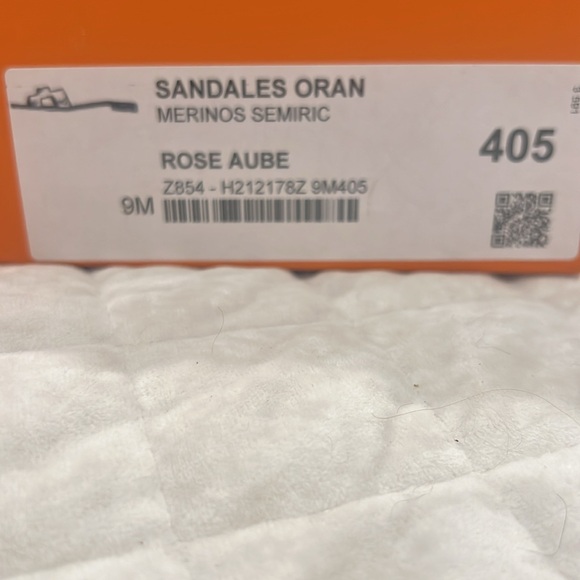 SANDALES ORAN
MERINOS SEMIRIC
ROSE AUBE
405
Z854 - H212178Z 9M405
9M